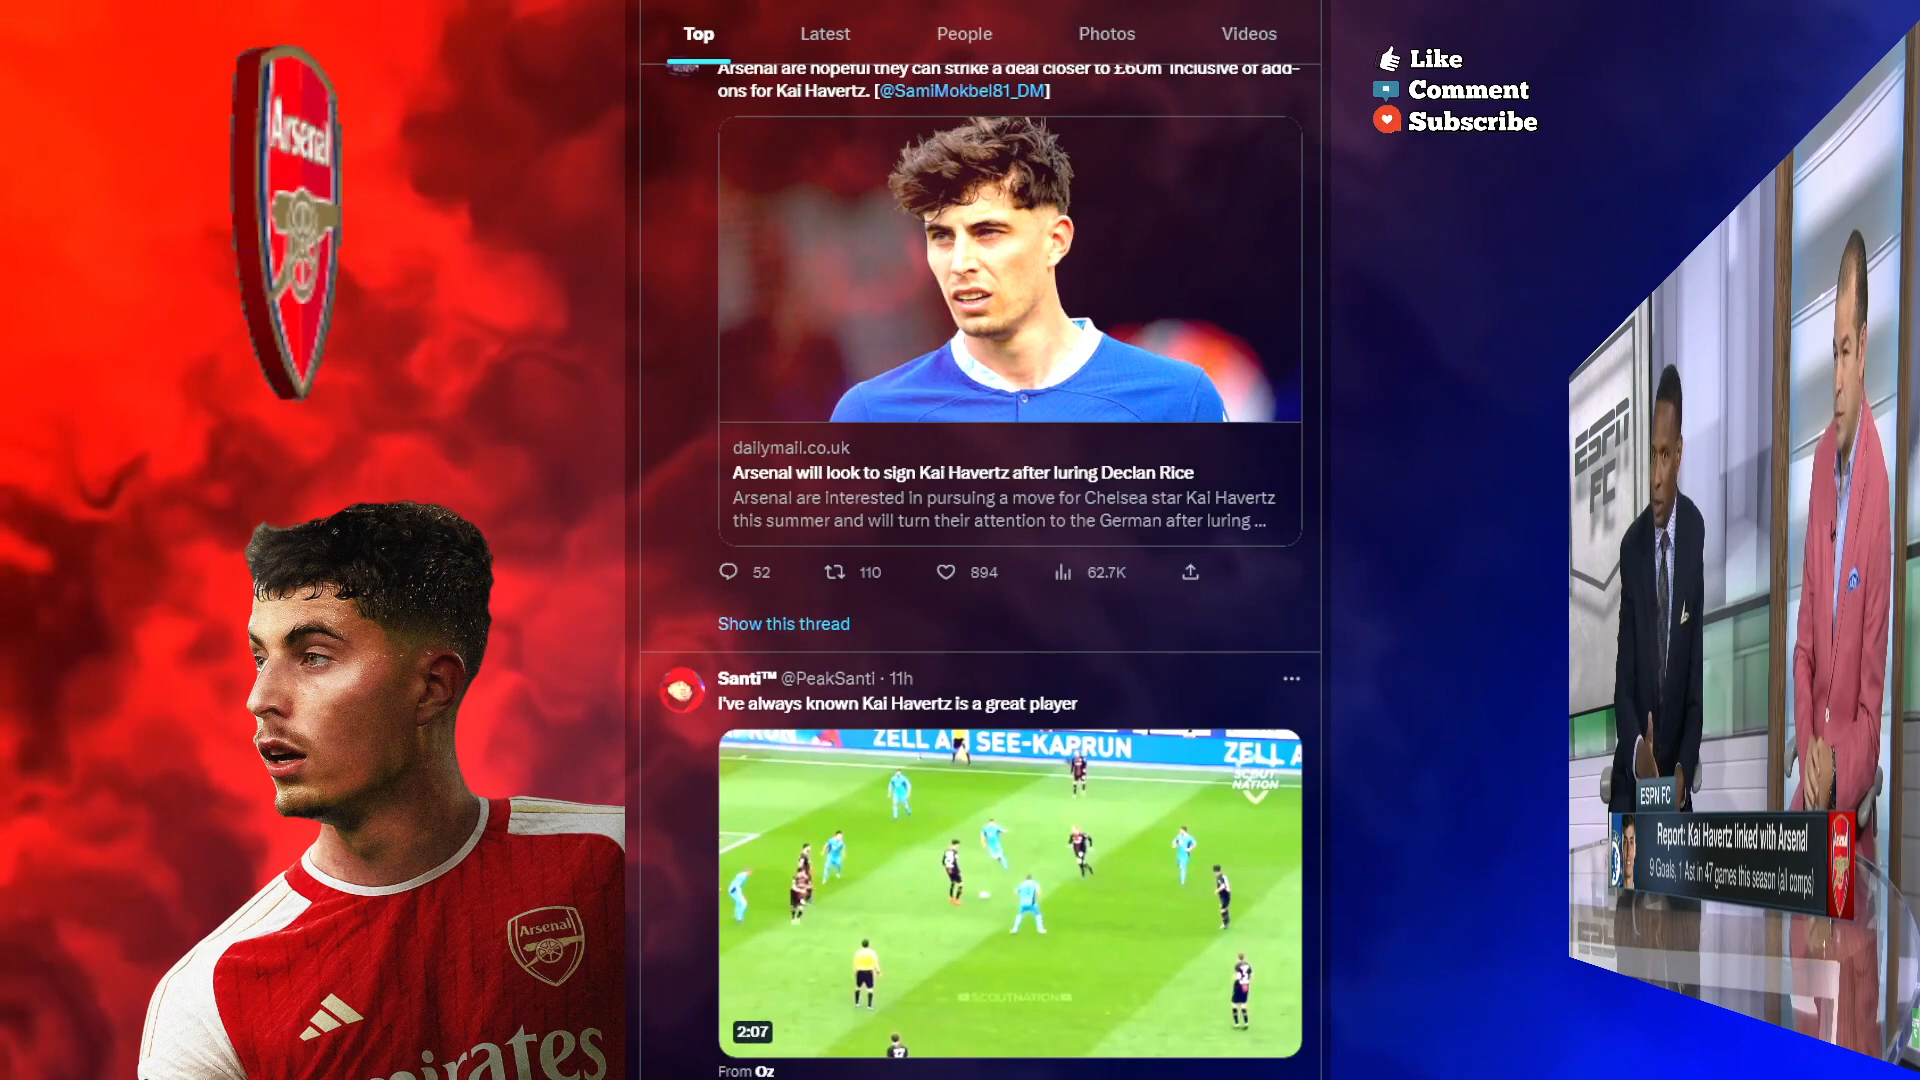 Top
Latest
People
Photos
Videos
Arsenal are hopeful they can strike a deal closer to £60m inclusive of add-
ons for Kai Havertz. [@SamiMokbel81_DM]
dailymail.co.uk
Arsenal will look to sign Kai Havertz after luring Declan Rice
Arsenal are interested in pursuing a move for Chelsea star Kai Havertz
this summer and will turn their attention to the German after luring ...
52
110
894
62.7K
Show this thread
Santi™ @PeakSanti · 11h
I've always known Kai Havertz is a great player
ZELL A SEE-KAPRUN
ZELL A
SCOUT
NATION
SCOUTNATION
2:07
From Oz
Arsenal
Arsenal
Like
Comment
Subscribe
ESPN
FC
ESPN FC
Report: Kai Havertz linked with Arsenal
9 Goals, 1 Ast in 47 games this season (all comps)